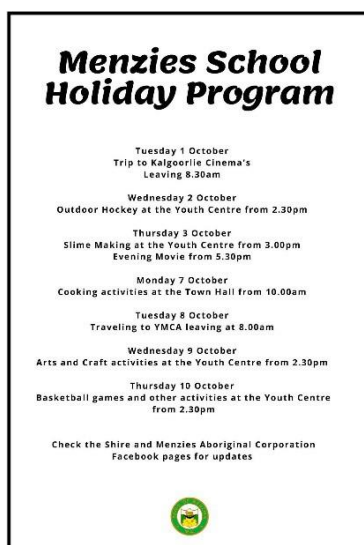 Menzies School
Holiday Program
Tuesday 1 October
Trip to Kalgoorlie Cinema's
Leaving 8.30am
Wednesday 2 October
Outdoor Hockey at the Youth Centre from 2.30pm
Thursday 3 October
Slime Making at the Youth Centre from 3.00pm
Evening Movie from 5.30pm
Monday 7 October
Cooking activities at the Town Hall from 10.00am
Tuesday 8 October
Traveling to YMCA leaving at 8.00am
Wednesday 9 October
Arts and Craft activities at the Youth Centre from 2.30pm
Thursday 10 October
Basketball games and other activities at the Youth Centre
from 2.30pm
Check the Shire and Menzies Aboriginal Corporation
Facebook pages for updates